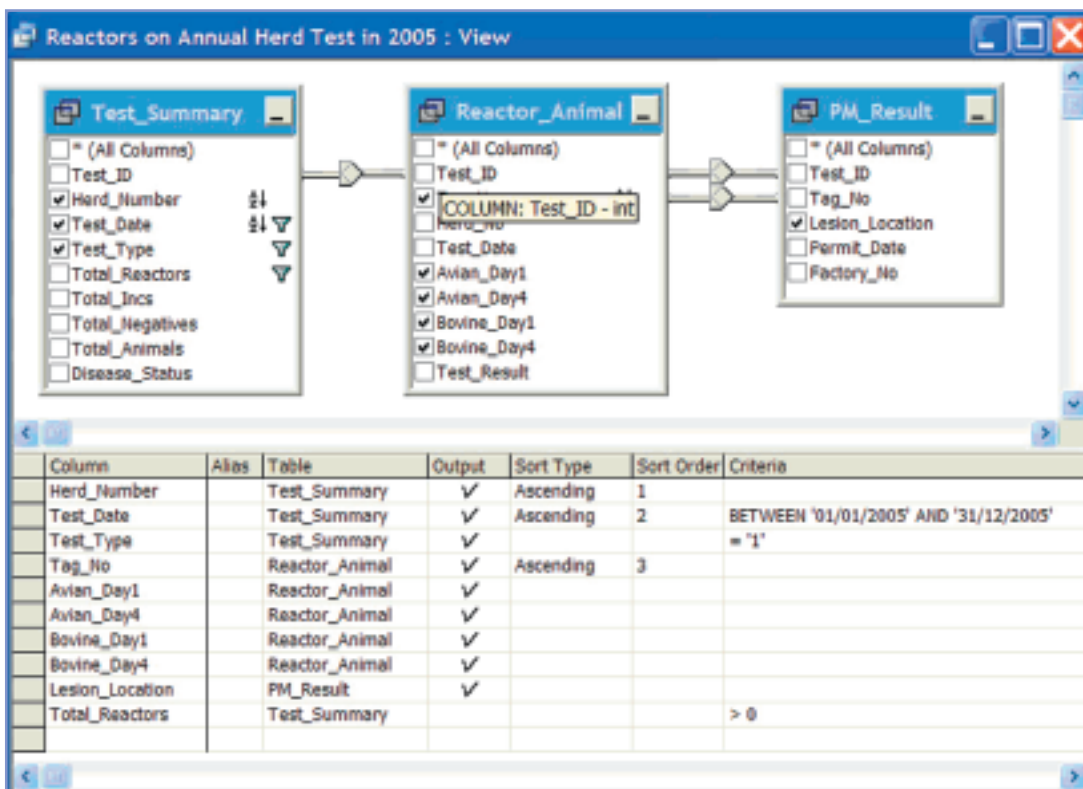 Reactors on Annual Herd Test in 2005 : View
Test_Summary
* (All Columns)
Test_ID
Herd_Number
Test_Date
Test_Type
Total_Reactors
Total_Incs
Total_Negatives
Total_Animals
Disease_Status
Reactor_Animal
* (All Columns)
Test_ID
COLUMN: Test_ID - int
Herd_No
Test_Date
Avian_Day1
Avian_Day4
Bovine_Day1
Bovine_Day4
Test_Result
PM_Result
* (All Columns)
Test_ID
Tag_No
Lesion_Location
Permit_Date
Factory_No
Column Alias Table Output Sort Type Sort Order Criteria
Herd_Number Test_Summary Ascending 1
Test_Date Test_Summary Ascending 2 BETWEEN '01/01/2005' AND '31/12/2005'
Test_Type Test_Summary = '1'
Tag_No Reactor_Animal Ascending 3
Avian_Day1 Reactor_Animal
Avian_Day4 Reactor_Animal
Bovine_Day1 Reactor_Animal
Bovine_Day4 Reactor_Animal
Lesion_Location PM_Result
Total_Reactors Test_Summary > 0